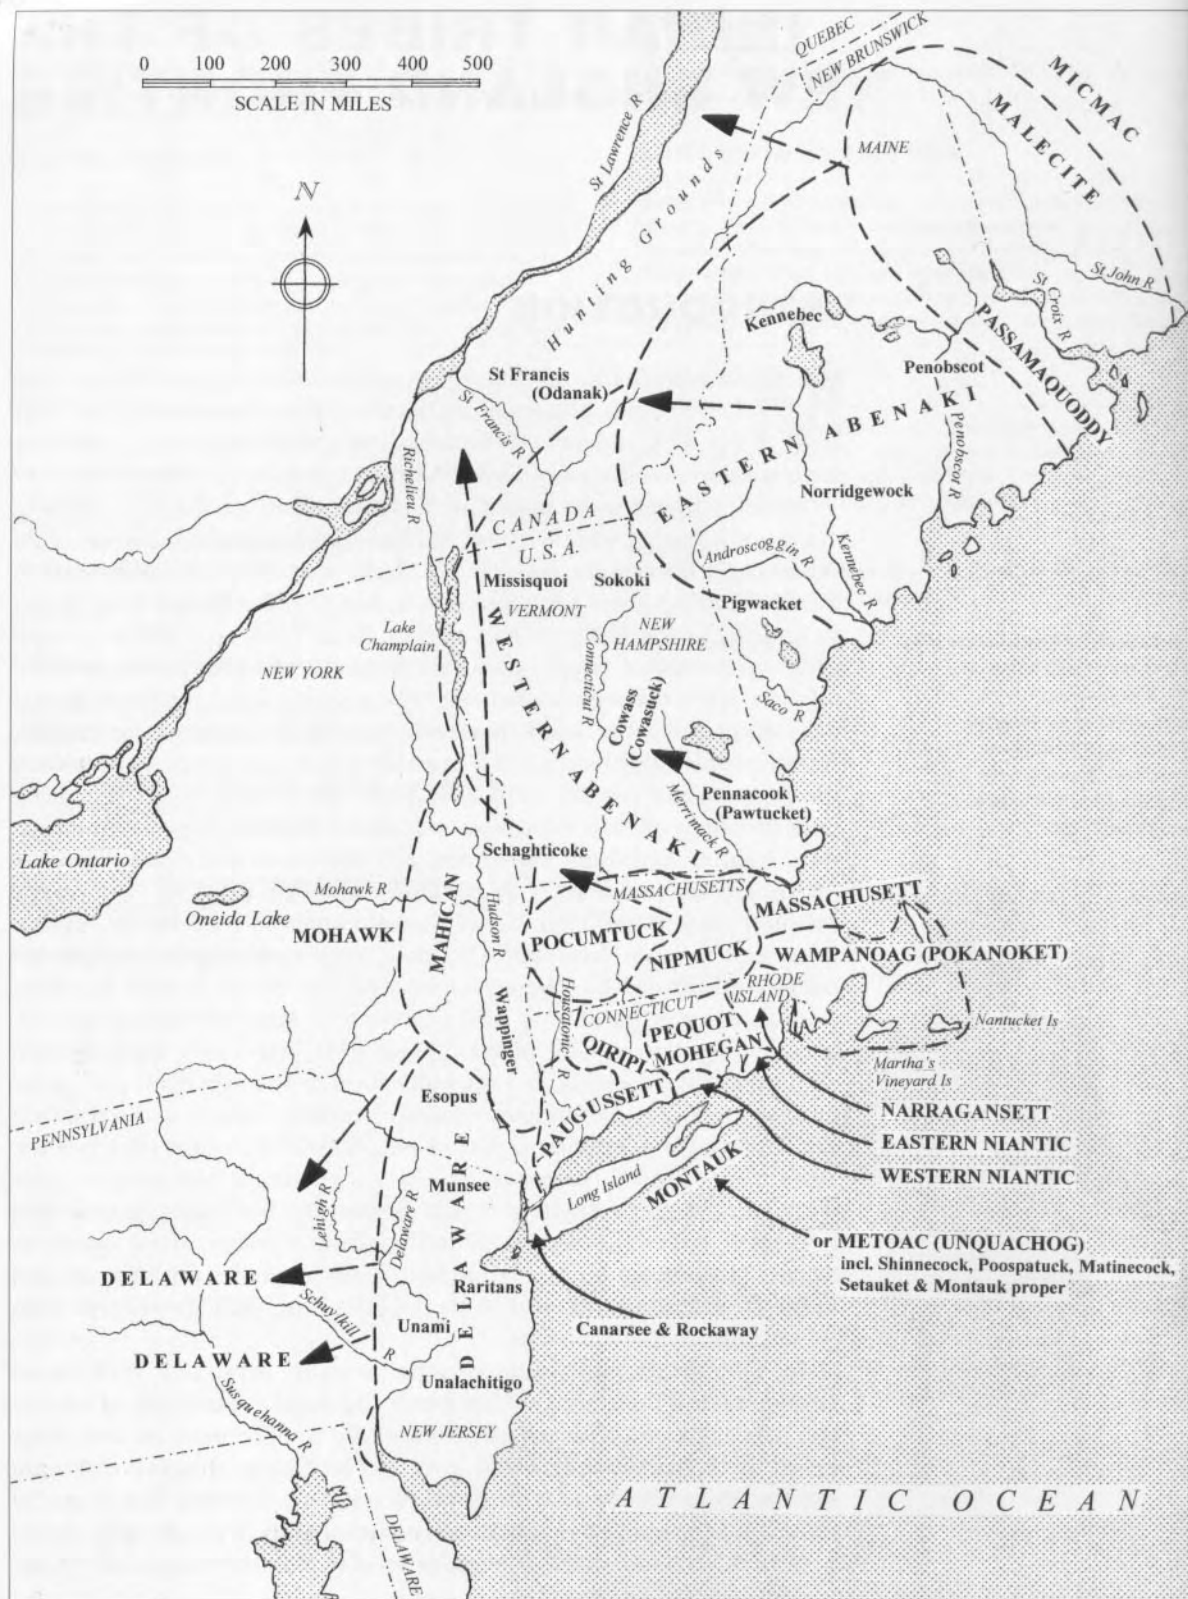 0 100 200 300 400 500
SCALE IN MILES
N
QUEBEC
NEW BRUNSWICK
MICMAC
MALECITE
MAINE
St Lawrence R
Hunting Grounds
St John R
St Croix R
PASSAMAQUODDY
Kennebec
Penobscot
St Francis
(Odanak)
St Francis R
EASTERN ABENAKI
Penobscot R
Richelieu R
Norridgewock
CANADA
U.S.A.
Androscoggin R
Kennebec R
Missisquoi
Sokoki
Pigwacket
VERMONT
NEW
HAMPSHIRE
Lake
Champlain
NEW YORK
WESTERN ABENAKI
Connecticut R
Saco R
Cowass
(Cowasuck)
Pennacook
(Pawtucket)
Merrimack R
Schaghticoke
Lake Ontario
Mohawk R
Oneida Lake
MOHAWK
MAHICAN
Hudson R
MASSACHUSETTS
MASSACHUSETT
POCUMTUCK
NIPMUCK
WAMPANOAG (POKANOKET)
Wappinger
Housatonic R
CONNECTICUT
RHODE
ISLAND
PEQUOT
MOHEGAN
QIRIPI
Nantucket Is
Martha's
Vineyard Is
PAUGUSSETT
NARRAGANSETT
EASTERN NIANTIC
WESTERN NIANTIC
Esopus
PENNSYLVANIA
Munsee
Long Island
MONTAUK
Lehigh R
Delaware R
DELAWARE
or METOAC (UNQUACHOG)
incl. Shinnecock, Poospatuck, Matinecock,
Setauket & Montauk proper
DELAWARE
Raritans
Schuylkill R
Unami
Canarsee & Rockaway
DELAWARE
Unalachitigo
Susquehanna R
NEW JERSEY
ATLANTIC OCEAN
DELAWARE